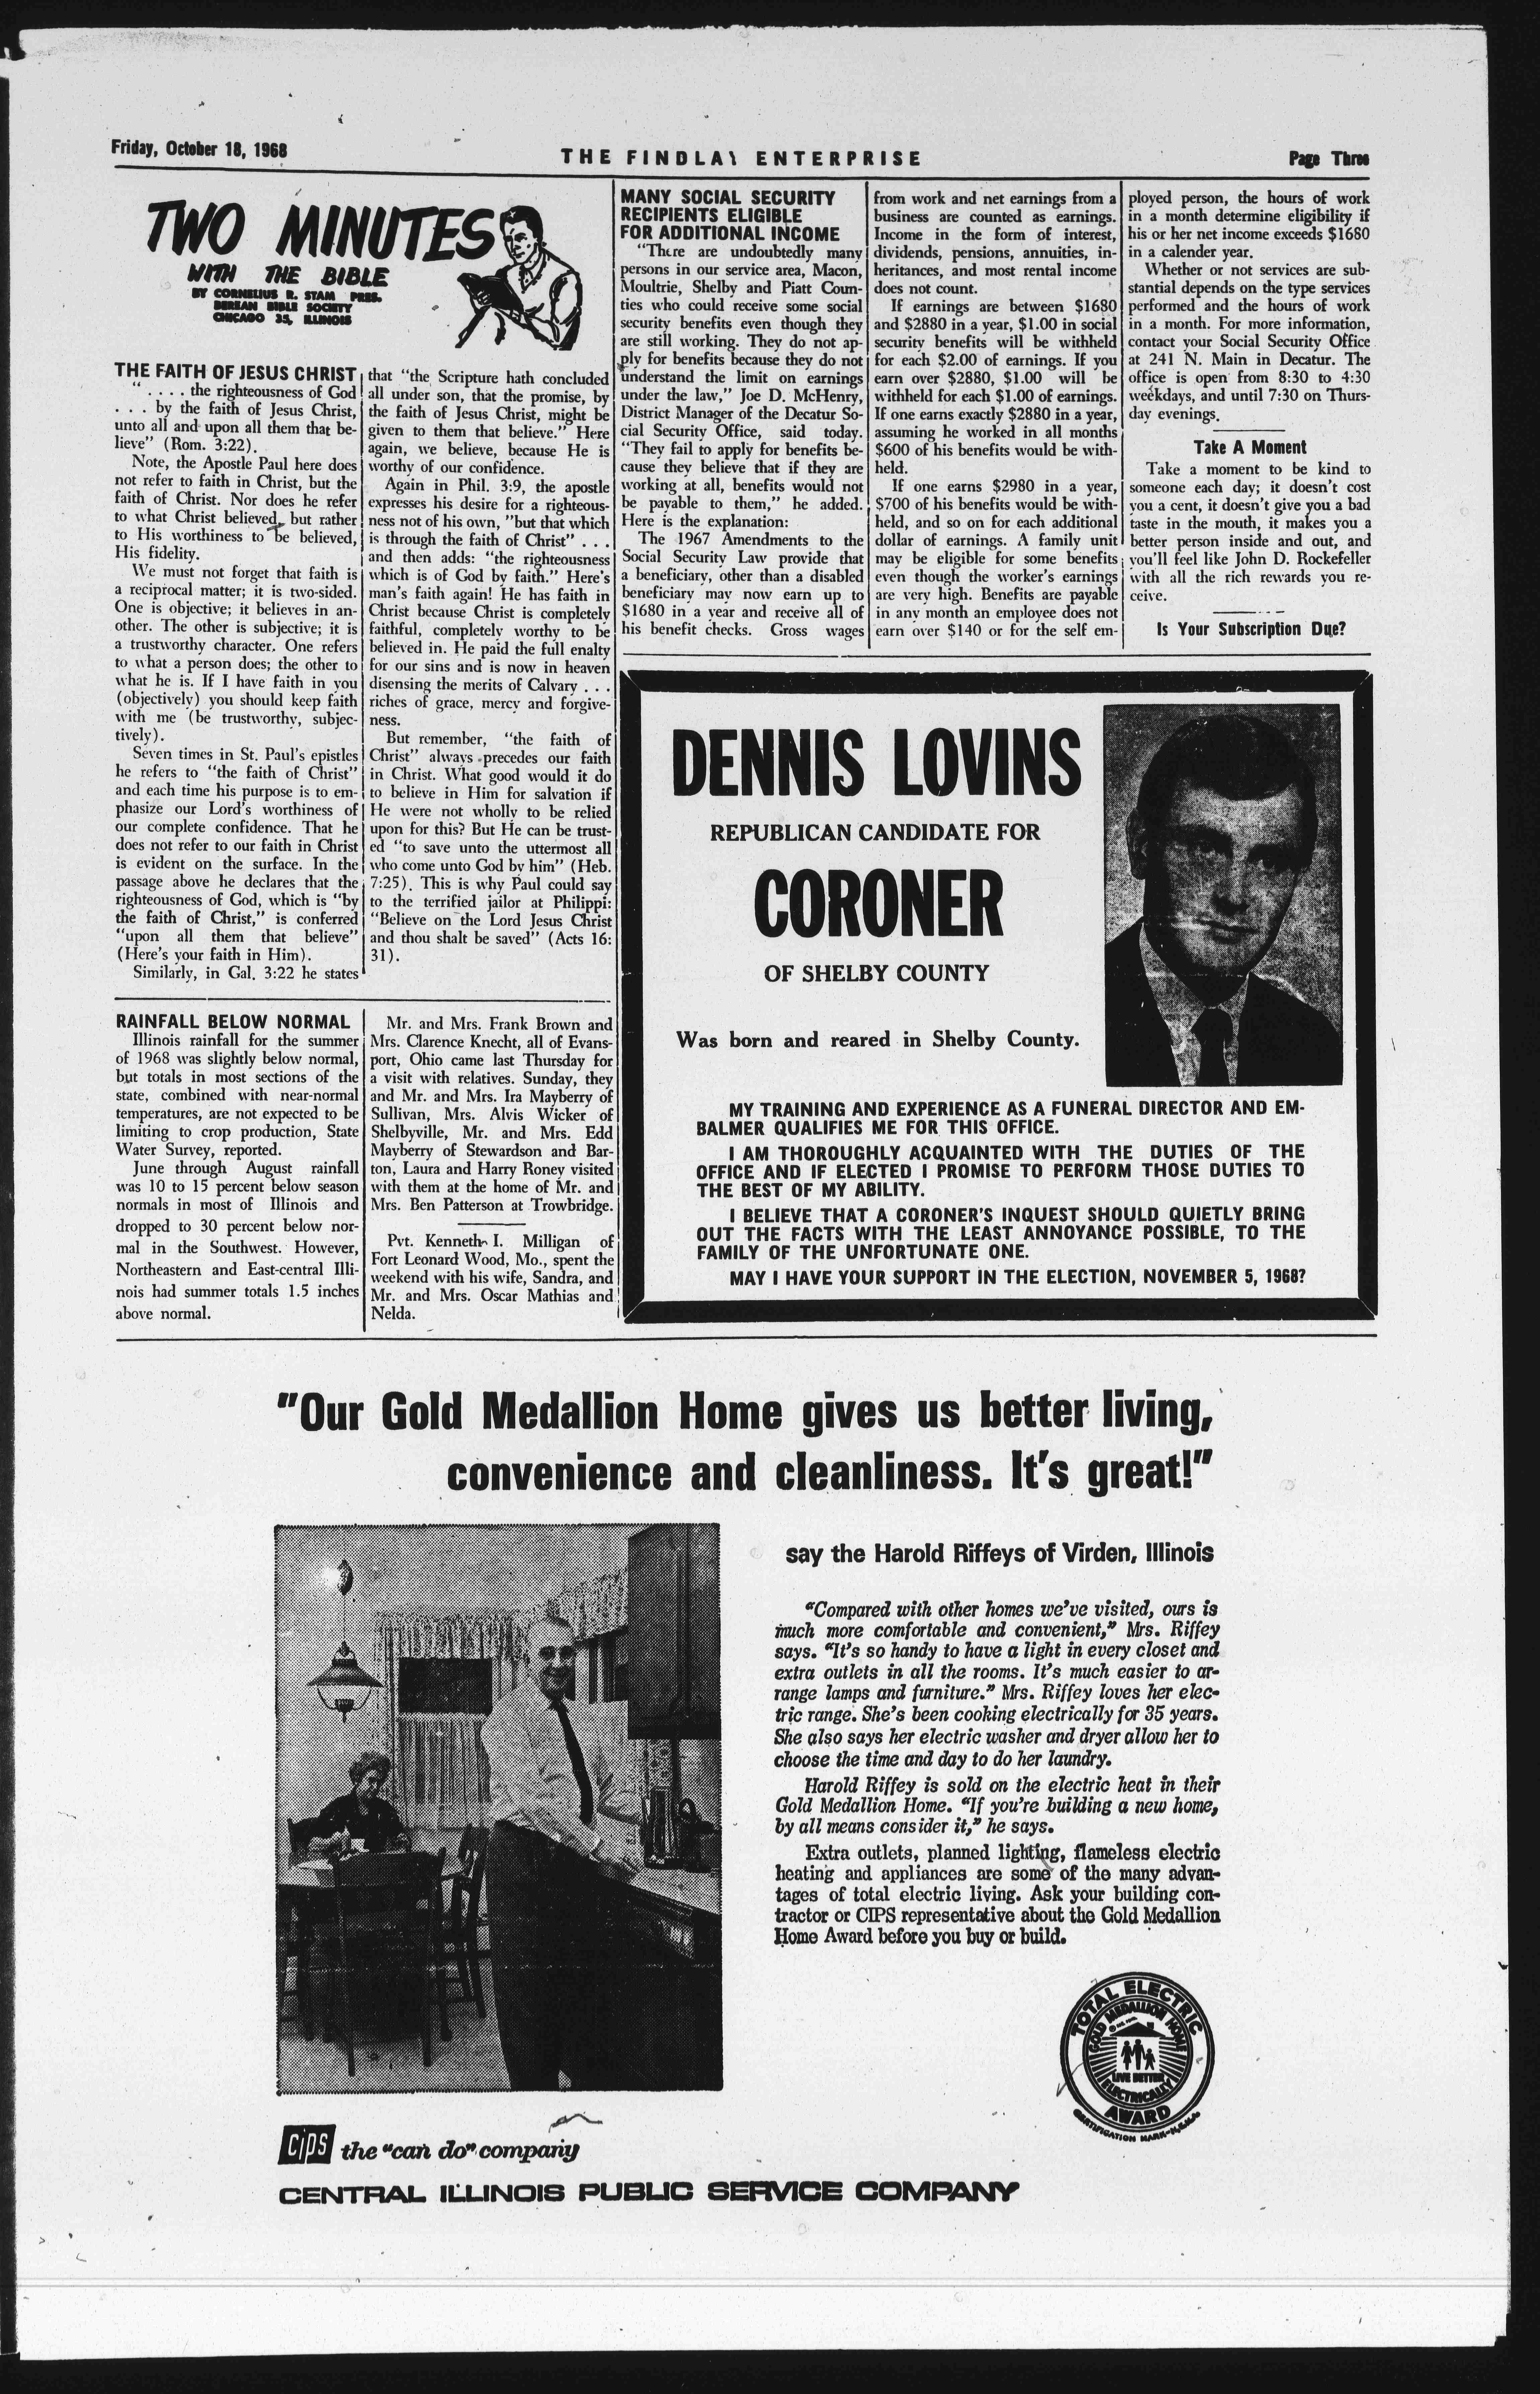 Friday, October 18, 1968
THE FINDLAY ENTERPRISE
Page Three
TWO MINUTES
WITH THE BIBLE
BY CORNELIUS R. STAM PRES.
BEREAN BIBLE SOCIETY
CHICAGO 35, ILLINOIS
THE FAITH OF JESUS CHRIST
". . . . the righteousness of God
. . . by the faith of Jesus Christ,
unto all and upon all them that be-
lieve" (Rom. 3:22).
Note, the Apostle Paul here does
not refer to faith in Christ, but the
faith of Christ. Nor does he refer
to what Christ believed, but rather
to His worthiness to be believed,
His fidelity.
We must not forget that faith is
a reciprocal matter; it is two-sided.
One is objective; it believes in an-
other. The other is subjective; it is
a trustworthy character. One refers
to what a person does; the other to
what he is. If I have faith in you
(objectively) you should keep faith
with me (be trustworthy, subjec-
tively).
Seven times in St. Paul's epistles
he refers to "the faith of Christ"
and each time his purpose is to em-
phasize our Lord's worthiness of
our complete confidence. That he
does not refer to our faith in Christ
is evident on the surface. In the
passage above he declares that the
righteousness of God, which is "by
the faith of Christ," is conferred
"upon all them that believe"
(Here's your faith in Him).
Similarly, in Gal. 3:22 he states
that "the Scripture hath concluded
all under son, that the promise, by
the faith of Jesus Christ, might be
given to them that believe." Here
again, we believe, because He is
worthy of our confidence.
Again in Phil. 3:9, the apostle
expresses his desire for a righteous-
ness not of his own, "but that which
is through the faith of Christ" . . .
and then adds: "the righteousness
which is of God by faith." Here's
man's faith again! He has faith in
Christ because Christ is completely
faithful, completely worthy to be
believed in. He paid the full enalty
for our sins and is now in heaven
disensing the merits of Calvary . . .
riches of grace, mercy and forgive-
ness.
But remember, "the faith of
Christ" always precedes our faith
in Christ. What good would it do
to believe in Him for salvation if
He were not wholly to be relied
upon for this? But He can be trust-
ed "to save unto the uttermost all
who come unto God by him" (Heb.
7:25). This is why Paul could say
to the terrified jailor at Philippi:
"Believe on the Lord Jesus Christ
and thou shalt be saved" (Acts 16:
31).
RAINFALL BELOW NORMAL
Illinois rainfall for the summer
of 1968 was slightly below normal,
but totals in most sections of the
state, combined with near-normal
temperatures, are not expected to be
limiting to crop production, State
Water Survey, reported.
June through August rainfall
was 10 to 15 percent below season
normals in most of Illinois and
dropped to 30 percent below nor-
mal in the Southwest. However,
Northeastern and East-central Illi-
nois had summer totals 1.5 inches
above normal.
Mr. and Mrs. Frank Brown and
Mrs. Clarence Knecht, all of Evans-
port, Ohio came last Thursday for
a visit with relatives. Sunday, they
and Mr. and Mrs. Ira Mayberry of
Sullivan, Mrs. Alvis Wicker of
Shelbyville, Mr. and Mrs. Edd
Mayberry of Stewardson and Bar-
ton, Laura and Harry Roney visited
with them at the home of Mr. and
Mrs. Ben Patterson at Trowbridge.
Pvt. Kenneth I. Milligan of
Fort Leonard Wood, Mo., spent the
weekend with his wife, Sandra, and
Mr. and Mrs. Oscar Mathias and
Nelda.
MANY SOCIAL SECURITY
RECIPIENTS ELIGIBLE
FOR ADDITIONAL INCOME
"There are undoubtedly many
persons in our service area, Macon,
Moultrie, Shelby and Piatt Coun-
ties who could receive some social
security benefits even though they
are still working. They do not ap-
ply for benefits because they do not
understand the limit on earnings
under the law," Joe D. McHenry,
District Manager of the Decatur So-
cial Security Office, said today.
"They fail to apply for benefits be-
cause they believe that if they are
working at all, benefits would not
be payable to them," he added.
Here is the explanation:
The 1967 Amendments to the
Social Security Law provide that
a beneficiary, other than a disabled
beneficiary may now earn up to
$1680 in a year and receive all of
his benefit checks. Gross wages
from work and net earnings from a
business are counted as earnings.
Income in the form of interest,
dividends, pensions, annuities, in-
heritances, and most rental income
does not count.
If earnings are between $1680
and $2880 in a year, $1.00 in social
security benefits will be withheld
for each $2.00 of earnings. If you
earn over $2880, $1.00 will be
withheld for each $1.00 of earnings.
If one earns exactly $2880 in a year,
assuming he worked in all months
$600 of his benefits would be with-
held.
If one earns $2980 in a year,
$700 of his benefits would be with-
held, and so on for each additional
dollar of earnings. A family unit
may be eligible for some benefits
even though the worker's earnings
are very high. Benefits are payable
in any month an employee does not
earn over $140 or for the self em-
ployed person, the hours of work
in a month determine eligibility if
his or her net income exceeds $1680
in a calender year.
Whether or not services are sub-
stantial depends on the type services
performed and the hours of work
in a month. For more information,
contact your Social Security Office
at 241 N. Main in Decatur. The
office is open from 8:30 to 4:30
weekdays, and until 7:30 on Thurs-
day evenings.
Take A Moment
Take a moment to be kind to
someone each day; it doesn't cost
you a cent, it doesn't give you a bad
taste in the mouth, it makes you a
better person inside and out, and
you'll feel like John D. Rockefeller
with all the rich rewards you re-
ceive.
Is Your Subscription Due?
DENNIS LOVINS
REPUBLICAN CANDIDATE FOR
CORONER
OF SHELBY COUNTY
Was born and reared in Shelby County.
MY TRAINING AND EXPERIENCE AS A FUNERAL DIRECTOR AND EM-
BALMER QUALIFIES ME FOR THIS OFFICE.
I AM THOROUGHLY ACQUAINTED WITH THE DUTIES OF THE
OFFICE AND IF ELECTED I PROMISE TO PERFORM THOSE DUTIES TO
THE BEST OF MY ABILITY.
I BELIEVE THAT A CORONER'S INQUEST SHOULD QUIETLY BRING
OUT THE FACTS WITH THE LEAST ANNOYANCE POSSIBLE, TO THE
FAMILY OF THE UNFORTUNATE ONE.
MAY I HAVE YOUR SUPPORT IN THE ELECTION, NOVEMBER 5, 1968?
"Our Gold Medallion Home gives us better living,
convenience and cleanliness. It's great!"
say the Harold Riffeys of Virden, Illinois
"Compared with other homes we've visited, ours is
much more comfortable and convenient," Mrs. Riffey
says. "It's so handy to have a light in every closet and
extra outlets in all the rooms. It's much easier to ar-
range lamps and furniture." Mrs. Riffey loves her elec-
tric range. She's been cooking electrically for 35 years.
She also says her electric washer and dryer allow her to
choose the time and day to do her laundry.
Harold Riffey is sold on the electric heat in their
Gold Medallion Home. "If you're building a new home,
by all means consider it," he says.
Extra outlets, planned lighting, flameless electric
heating and appliances are some of the many advan-
tages of total electric living. Ask your building con-
tractor or CIPS representative about the Gold Medallion
Home Award before you buy or build.
TOTAL ELECTRIC
GOLD MEDALLION HOME
LIVE BETTER
ELECTRICALLY
AWARD
CERTIFICATION MARK
CIPS the "can do" company
CENTRAL ILLINOIS PUBLIC SERVICE COMPANY